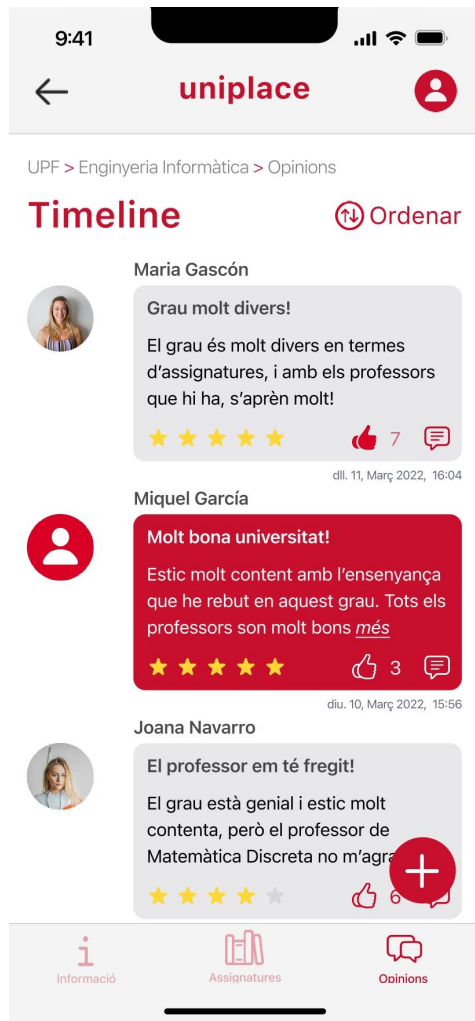 9:41
uniplace
UPF > Enginyeria Informàtica > Opinions
Timeline
Ordenar
Maria Gascón
Grau molt divers!
El grau és molt divers en termes
d'assignatures, i amb els professors
que hi ha, s'aprèn molt!
7
dll. 11, Març 2022, 16:04
Miquel García
Molt bona universitat!
Estic molt content amb l'ensenyança
que he rebut en aquest grau. Tots els
professors son molt bons més
3
diu. 10, Març 2022, 15:56
Joana Navarro
El professor em té fregit!
El grau està genial i estic molt
contenta, però el professor de
Matemàtica Discreta no m'agra
6
Informació
Assignatures
Opinions